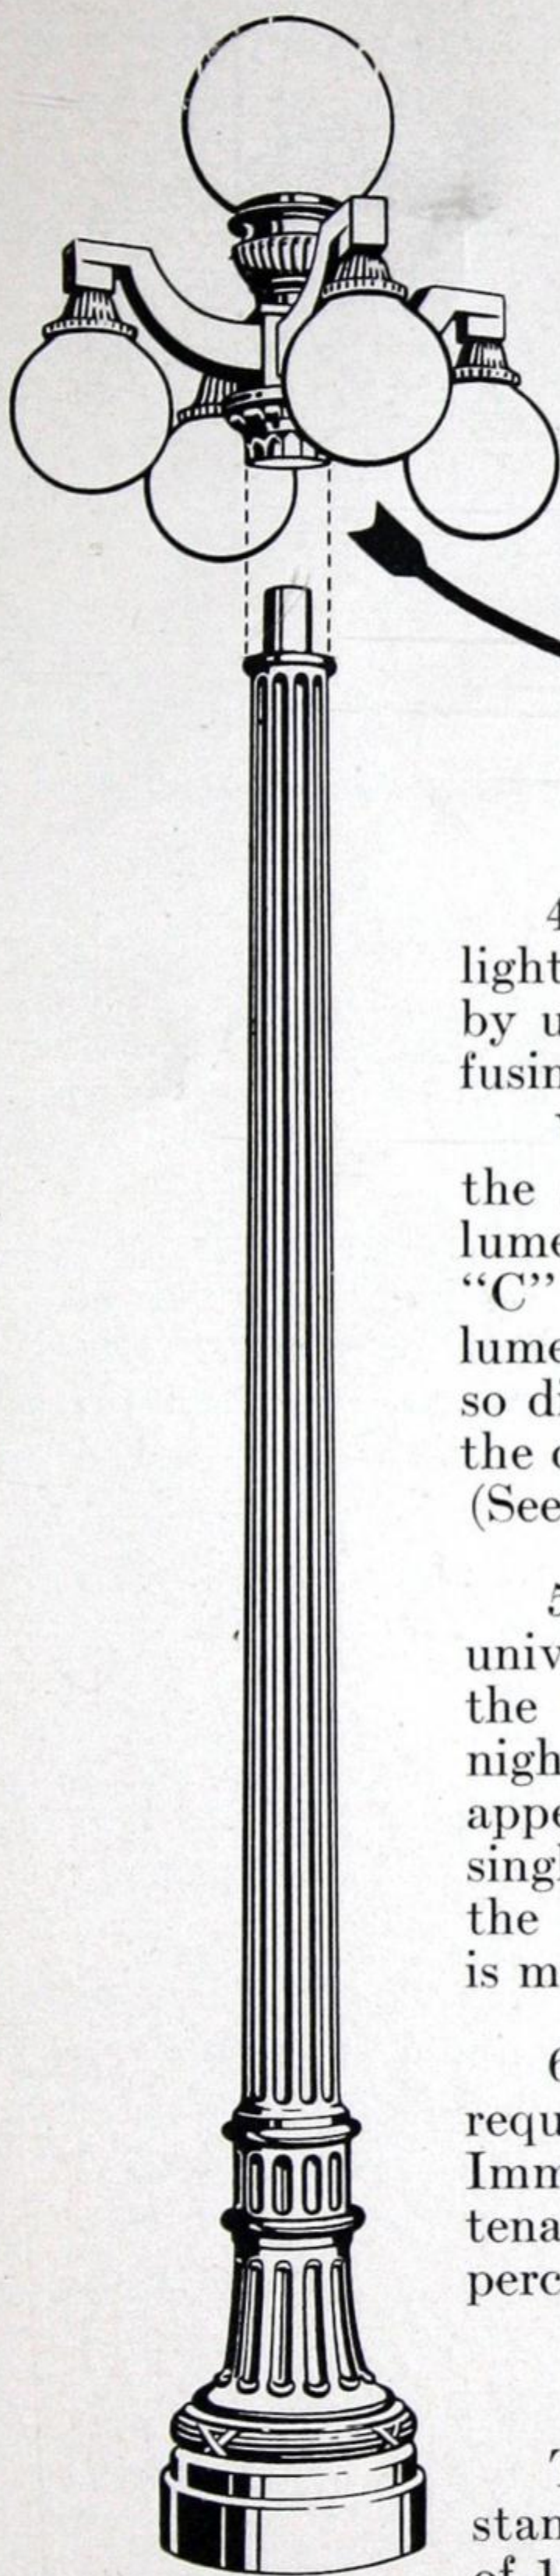 4
light
by u
fusin
the
lume
“C”
lume
so di
the
(See
5
univ
the
nigh
appe
singl
the
is m
6
requ
Imm
tena
perc
T
stan
of